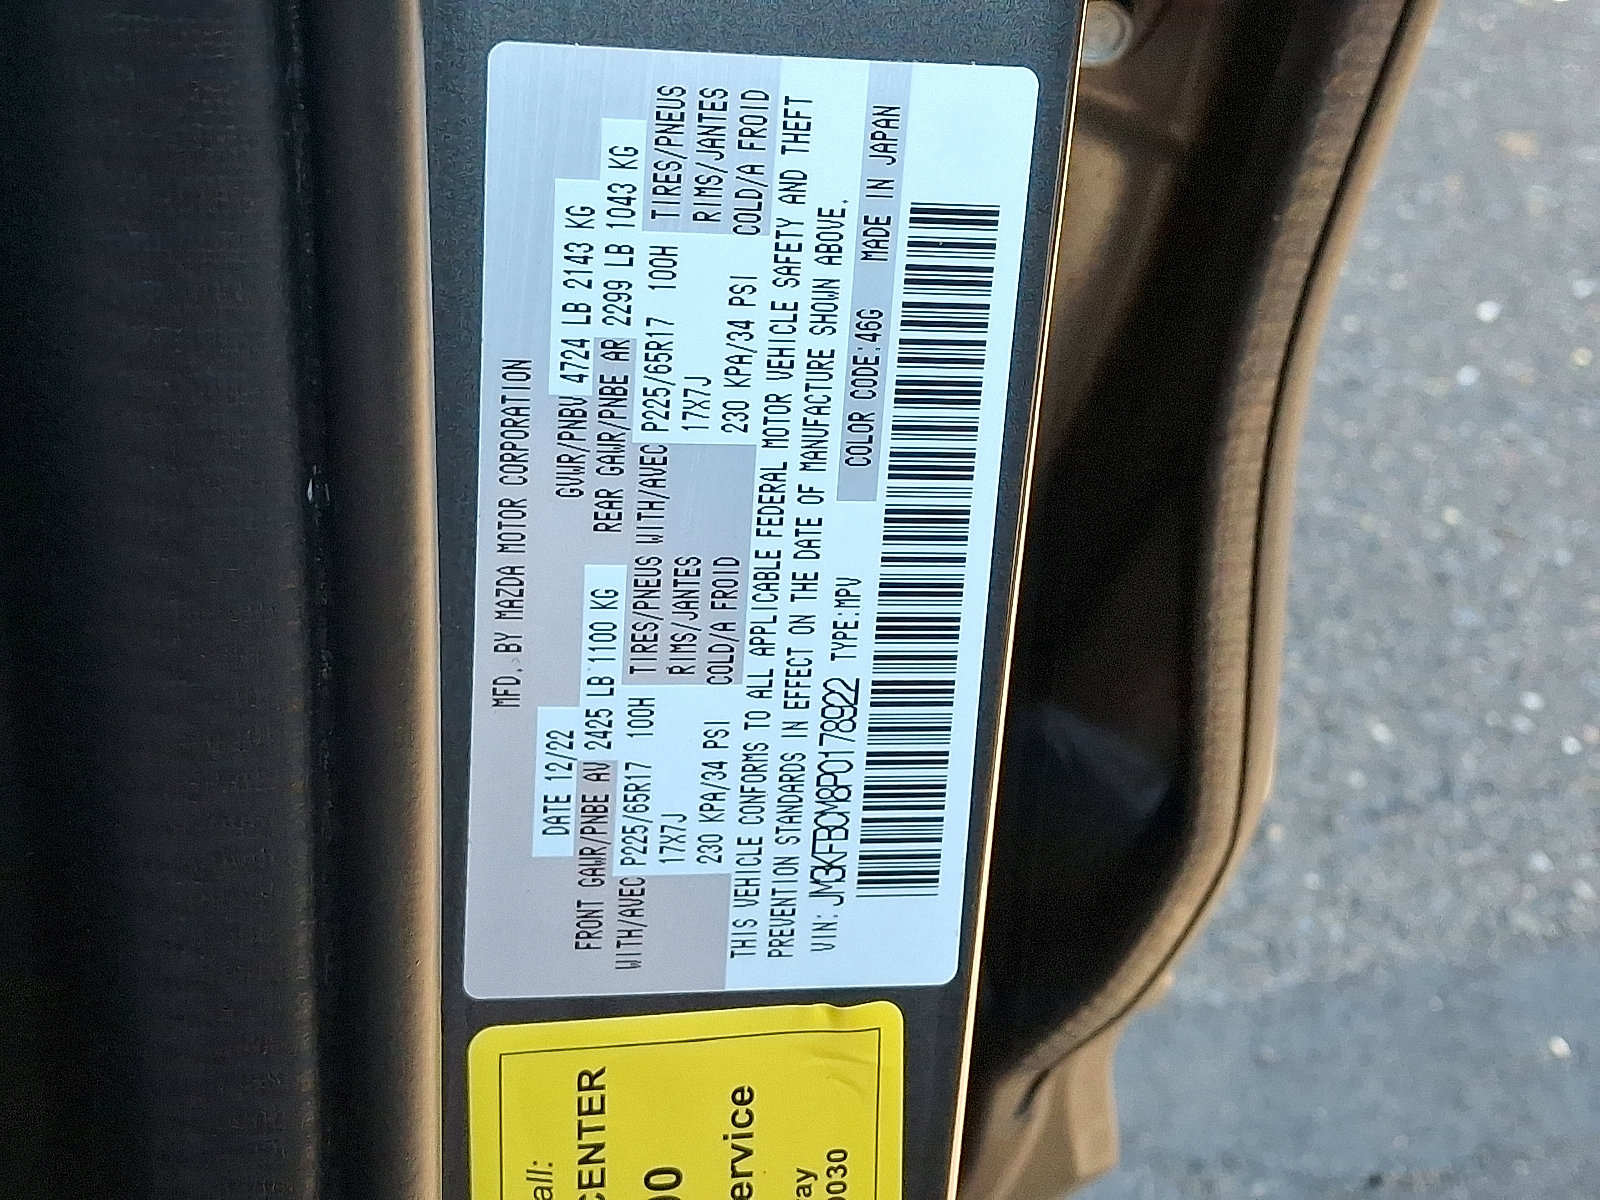 MFD. BY MAZDA MOTOR CORPORATION
DATE 12/22 GVWR/PNBV 4724 LB 2143 KG
FRONT GAWR/PNBE AV 2425 LB 1100 KG REAR GAWR/PNBE AR 2299 LB 1043 KG
WITH/AVEC P225/65R17 100H TIRES/PNEUS WITH/AVEC P225/65R17 100H TIRES/PNEUS
17X7J RIMS/JANTES 17X7J RIMS/JANTES
230 KPA/34 PSI COLD/A FROID 230 KPA/34 PSI COLD/A FROID
THIS VEHICLE CONFORMS TO ALL APPLICABLE FEDERAL MOTOR VEHICLE SAFETY AND THEFT
PREVENTION STANDARDS IN EFFECT ON THE DATE OF MANUFACTURE SHOWN ABOVE.
VIN: JM3KFBCM8P0178922 TYPE:MPV COLOR CODE:46G MADE IN JAPAN
all:
CENTER
00
ervice
ay
0030